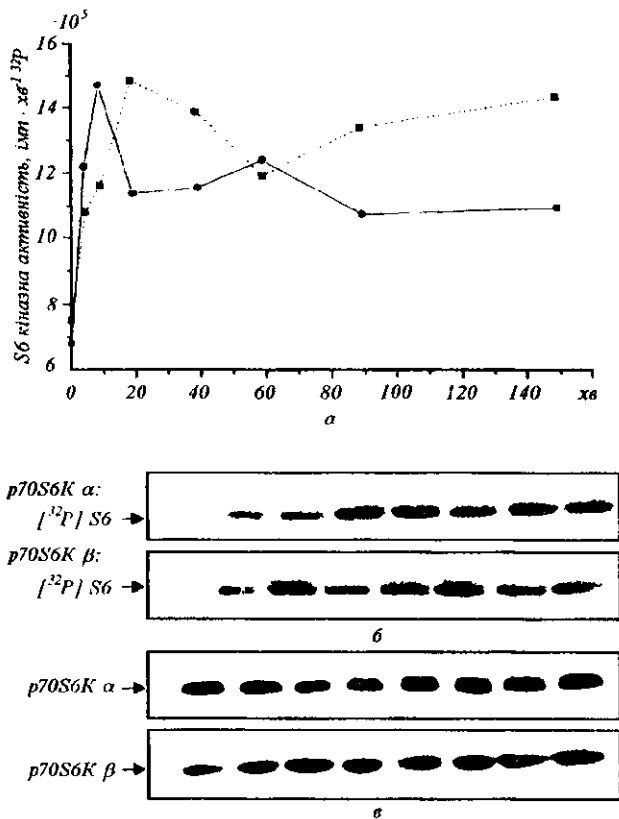 ·10⁵
16
14
12
10
8
6
S6 кіназна активність, імп · хв⁻¹ ³²P
0 20 40 60 80 100 120 140 хв
а
p70S6K α:
[³²P] S6
p70S6K β:
[³²P] S6
б
p70S6K α
p70S6K β
в